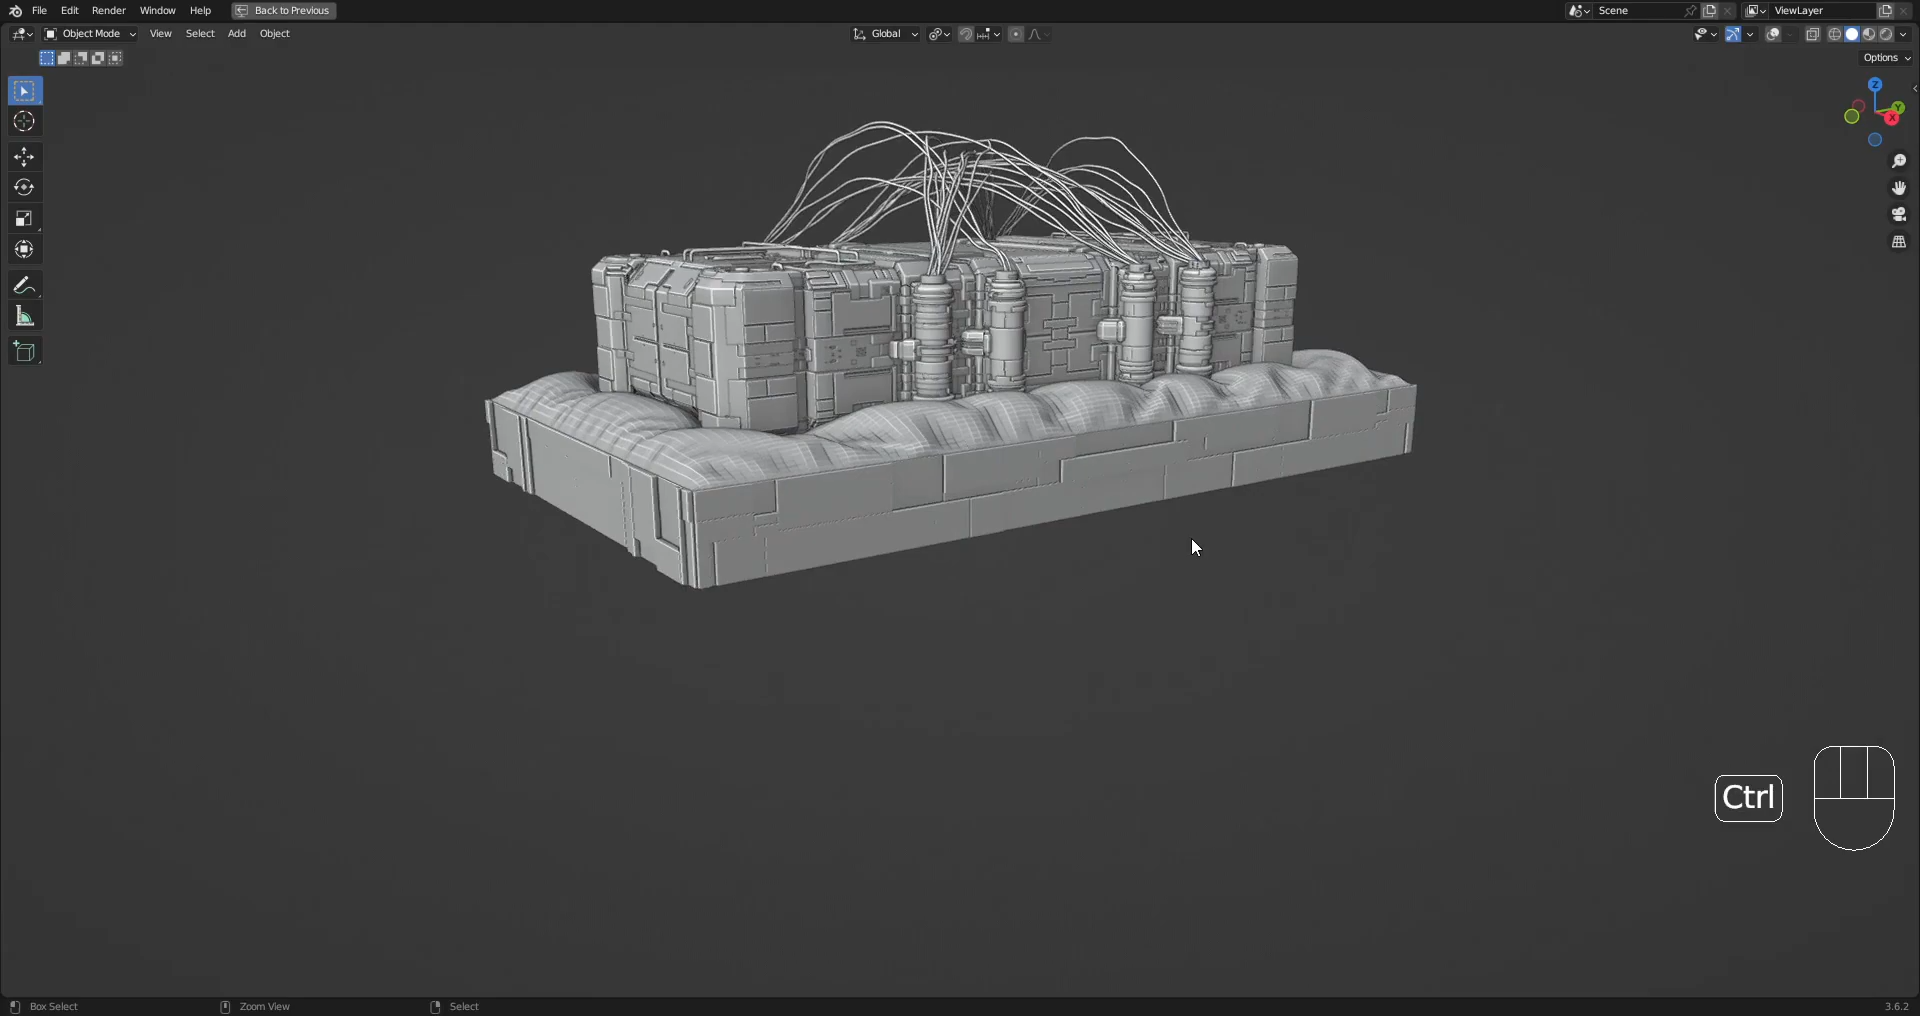 File Edit Render Window Help Back to Previous Scene ViewLayer
Object Mode View Select Add Object Global
Options
Z
Y
X
Ctrl
Box Select Zoom View Select 3.6.2